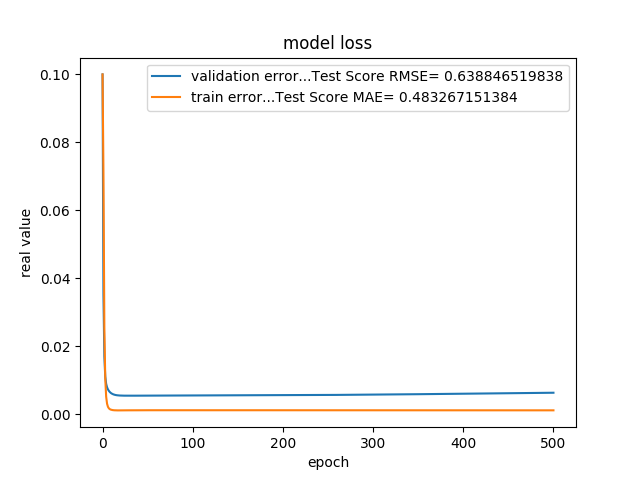 model loss
validation error...Test Score RMSE= 0.638846519838
train error...Test Score MAE= 0.483267151384
0.10
0.08
0.06
0.04
0.02
0.00
real value
0 100 200 300 400 500
epoch